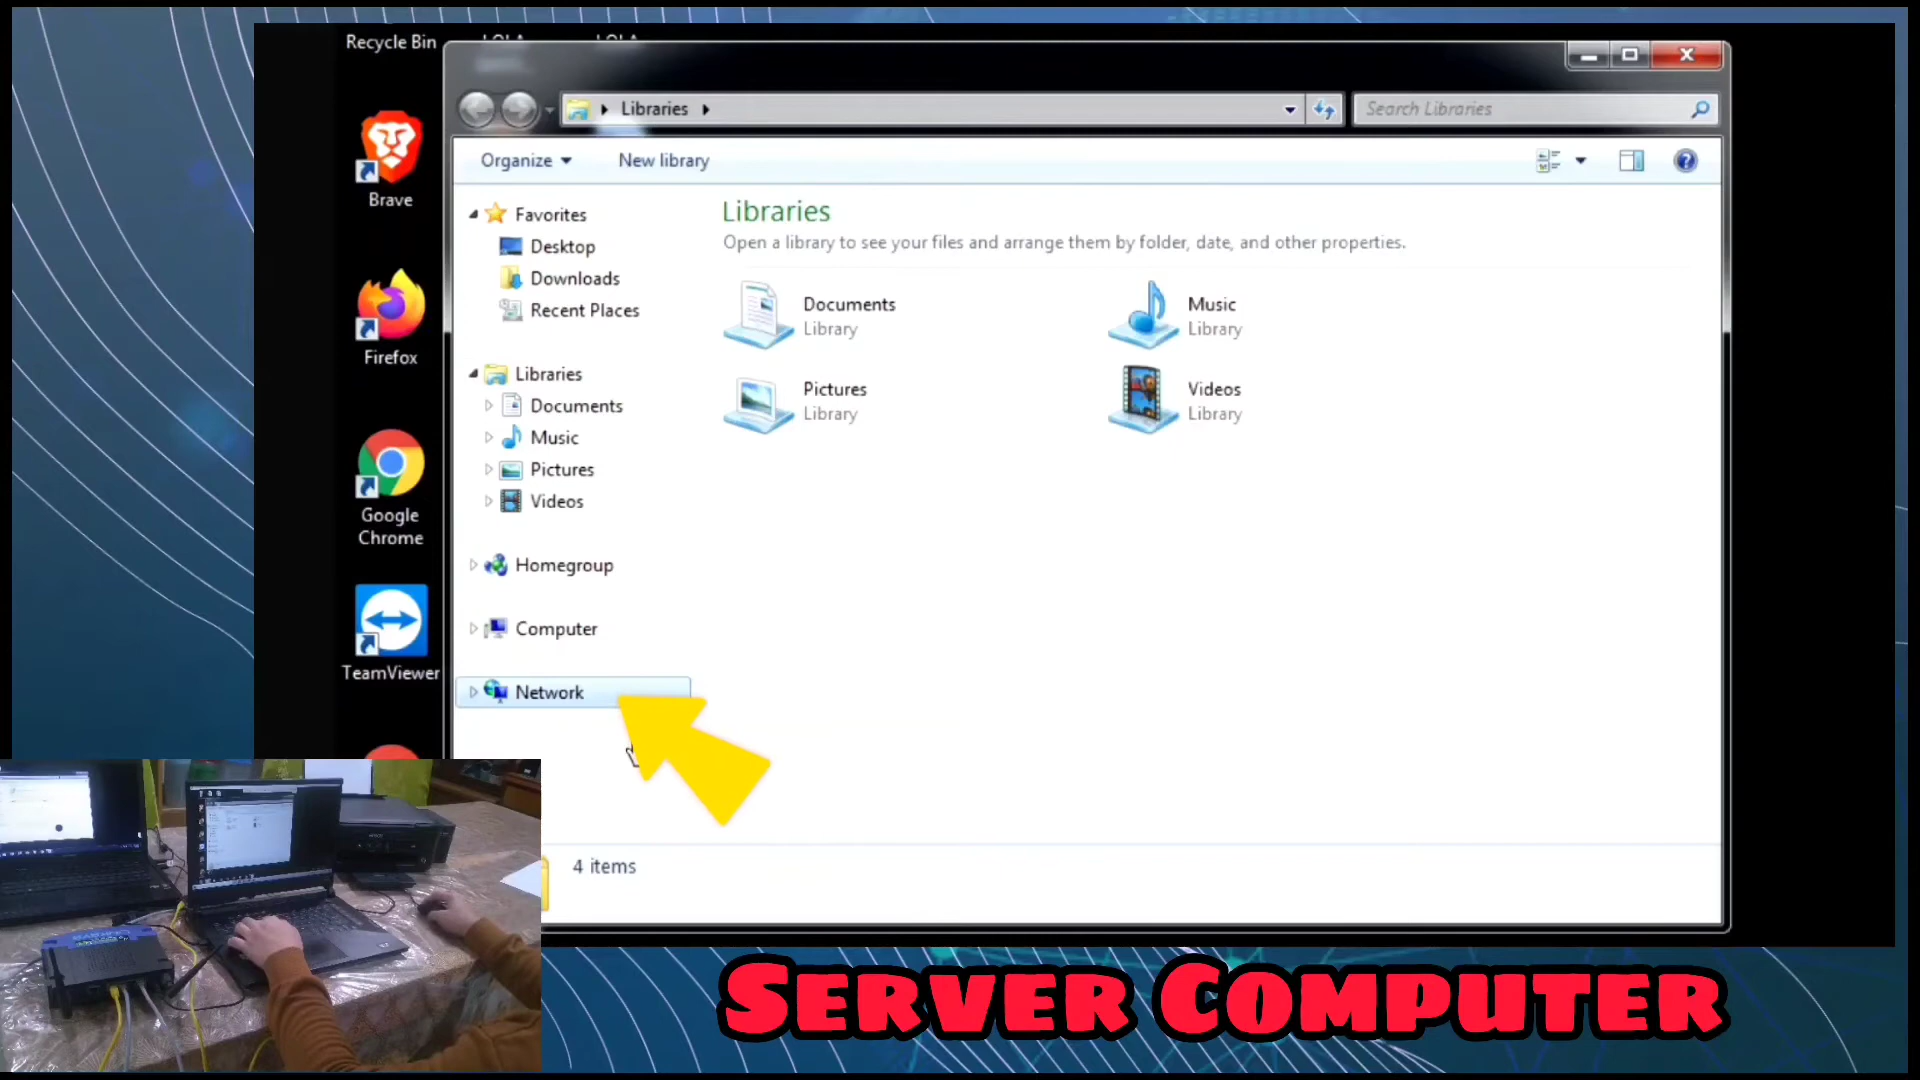 Recycle Bin
LOLA
LOLA
Libraries
Search Libraries
Organize
New library
Brave
Favorites
Desktop
Downloads
Recent Places
Firefox
Libraries
Documents
Music
Pictures
Videos
Google
Chrome
Homegroup
Computer
TeamViewer
Network
Libraries
Open a library to see your files and arrange them by folder, date, and other properties.
Documents
Library
Music
Library
Pictures
Library
Videos
Library
4 items
SERVER COMPUTER